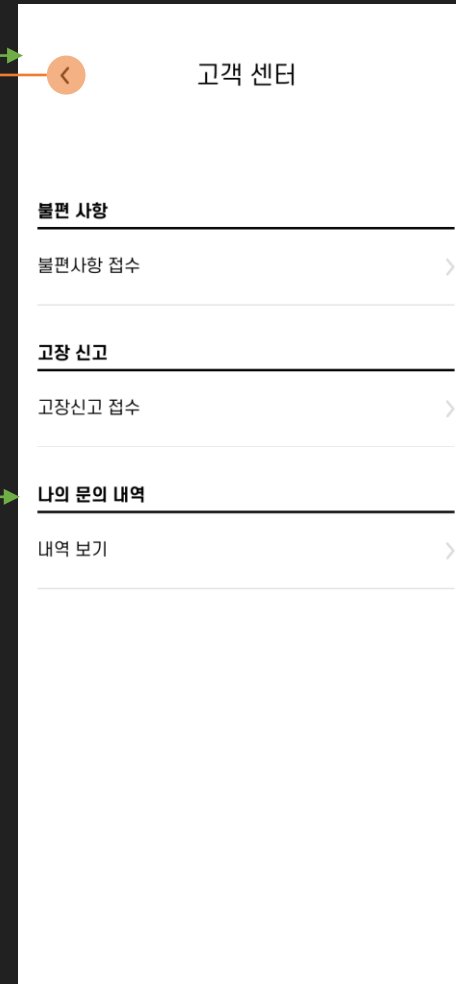 고객 센터
불편 사항
불편사항 접수
고장 신고
고장신고 접수
나의 문의 내역
내역 보기